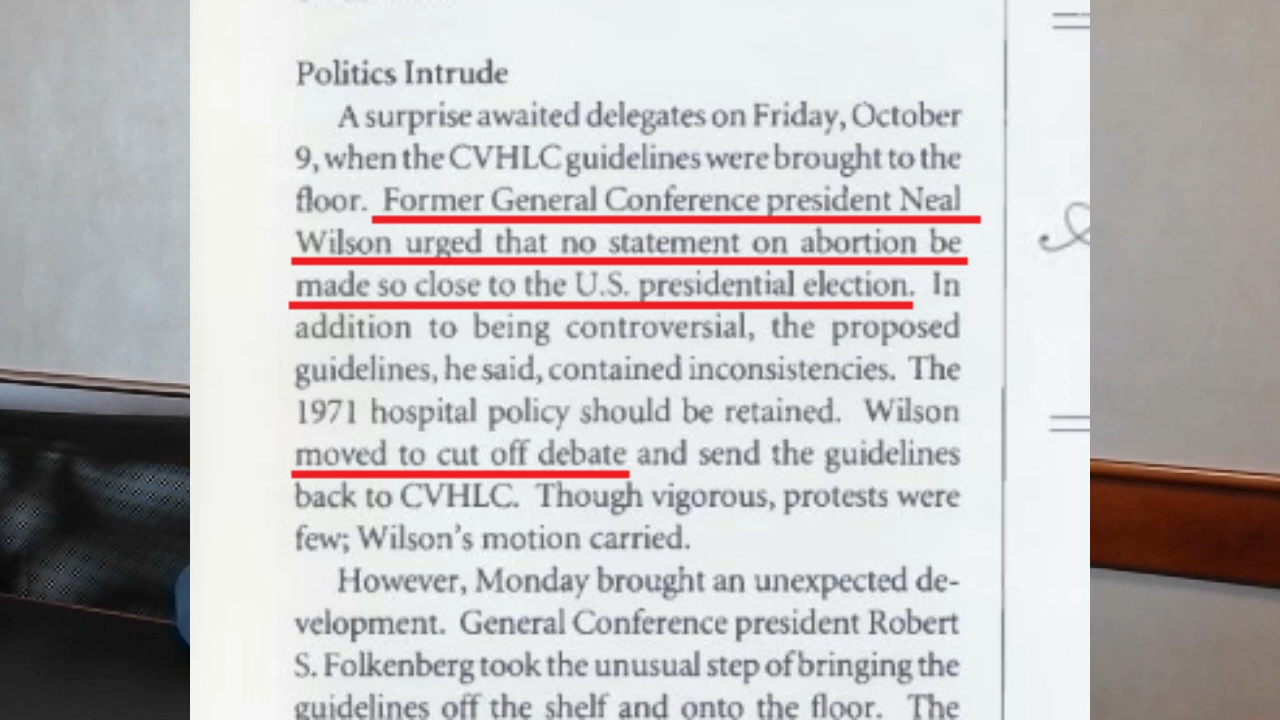 Politics Intrude
A surprise awaited delegates on Friday, October
9, when the CVHLC guidelines were brought to the
floor. Former General Conference president Neal
Wilson urged that no statement on abortion be
made so close to the U.S. presidential election. In
addition to being controversial, the proposed
guidelines, he said, contained inconsistencies. The
1971 hospital policy should be retained. Wilson
moved to cut off debate and send the guidelines
back to CVHLC. Though vigorous, protests were
few; Wilson's motion carried.
However, Monday brought an unexpected de-
velopment. General Conference president Robert
S. Folkenberg took the unusual step of bringing the
guidelines off the shelf and onto the floor. The